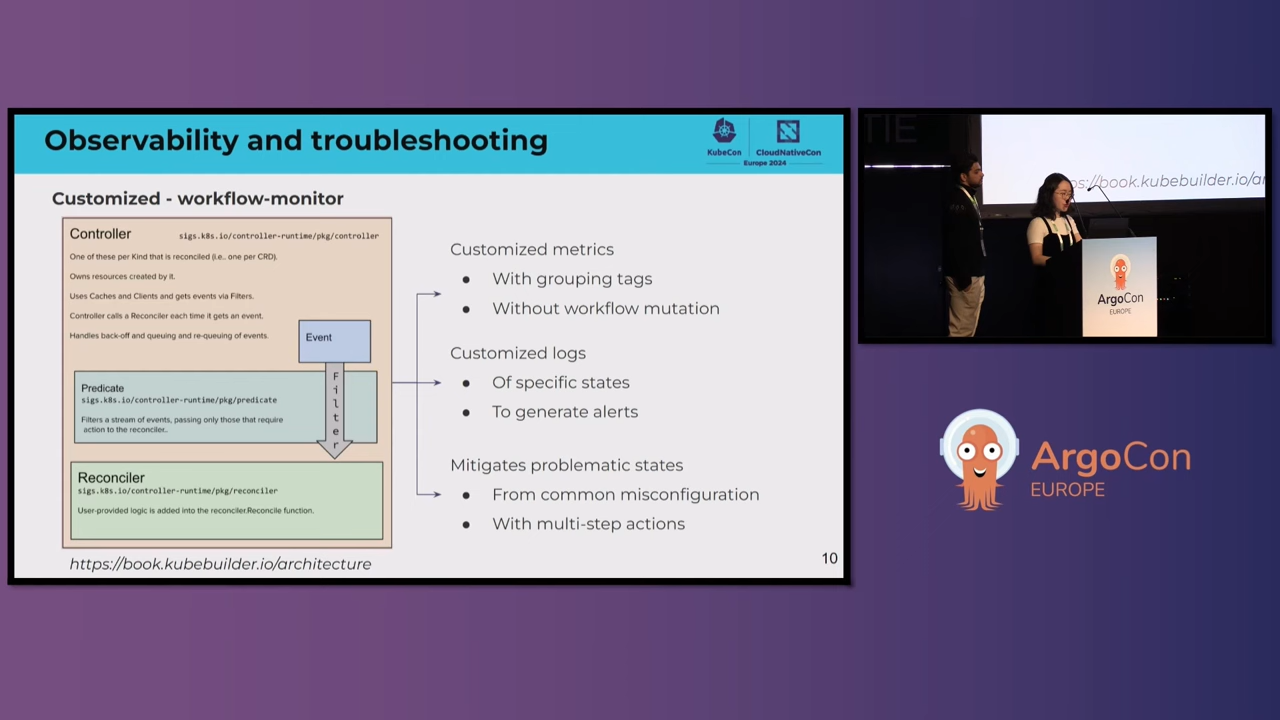 Observability and troubleshooting
KubeCon
CloudNativeCon
Europe 2024
Customized - workflow-monitor
Controller
sigs.k8s.io/controller-runtime/pkg/controller
One of these per Kind that is reconciled (i.e., one per CRD).
Owns resources created by it.
Uses Caches and Clients and gets events via Filters.
Controller calls a Reconciler each time it gets an event.
Handles back-off and queuing and re-queuing of events.
Event
Filter
Predicate
sigs.k8s.io/controller-runtime/pkg/predicate
Filters a stream of events, passing only those that require
action to the reconciler..
Reconciler
sigs.k8s.io/controller-runtime/pkg/reconciler
User-provided logic is added into the reconciler.Reconcile function.
https://book.kubebuilder.io/architecture
Customized metrics
● With grouping tags
● Without workflow mutation
Customized logs
● Of specific states
● To generate alerts
Mitigates problematic states
● From common misconfiguration
● With multi-step actions
10
TIE
ps://book.kubebuilder.io/ar
ArgoCon
EUROPE
ArgoCon
EUROPE